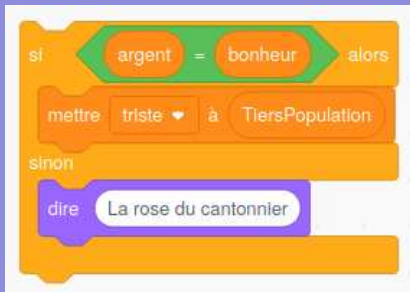 si argent = bonheur alors
mettre triste à TiersPopulation
sinon
dire La rose du cantonnier